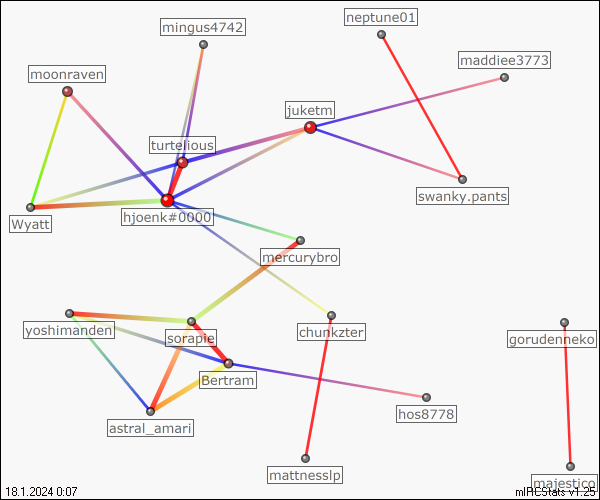 neptune01
mingus4742
maddiee3773
moonraven
juketm
turtelious
swanky.pants
Wyatt
hjoenk#0000
mercurybro
yoshimanden
sorapie
chunkzter
gorudenneko
Bertram
hos8778
astral_amari
mattnesslp
majestico
18.1.2024 0:07
mIRCStats v1.25